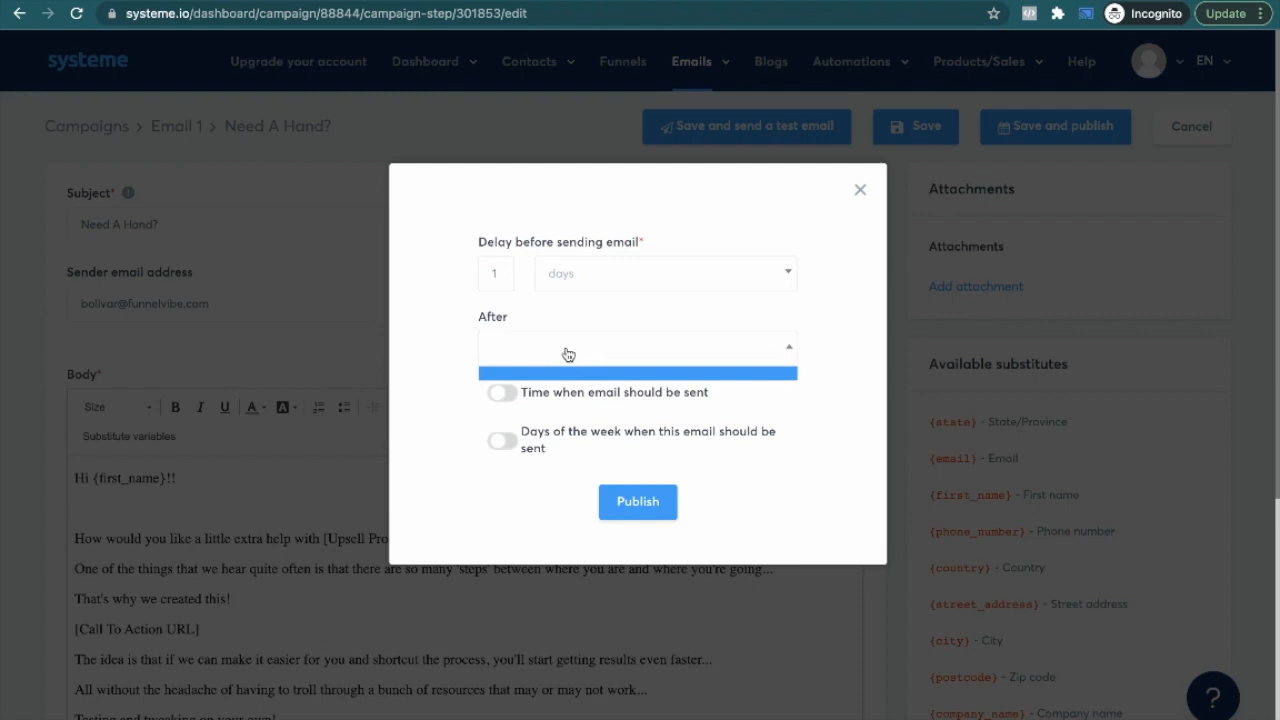 systeme.io/dashboard/campaign/88844/campaign-step/301853/edit
Incognito
Update
systeme
Upgrade your account
Dashboard
Contacts
Funnels
Emails
Blogs
Automations
Products/Sales
Help
EN
Campaigns > Email 1 > Need A Hand?
Save and send a test email
Save
Save and publish
Cancel
Subject*
Need A Hand?
Sender email address
bolivar@funnelvibe.com
Body*
Size
B I U A A
Substitute variables
Hi {first_name}!!
How would you like a little extra help with [Upsell Pro
One of the things that we hear quite often is that there are so many 'steps' between where you are and where you're going...
That's why we created this!
[Call To Action URL]
The idea is that if we can make it easier for you and shortcut the process, you'll start getting results even faster...
All without the headache of having to troll through a bunch of resources that may or may not work...
Testing and tweaking on your own!
Delay before sending email*
1
days
After
Time when email should be sent
Days of the week when this email should be
sent
Publish
Attachments
Attachments
Add attachment
Available substitutes
{state} - State/Province
{email} - Email
{first_name} - First name
{phone_number} - Phone number
{country} - Country
{street_address} - Street address
{city} - City
{postcode} - Zip code
{company_name} - Company name
?